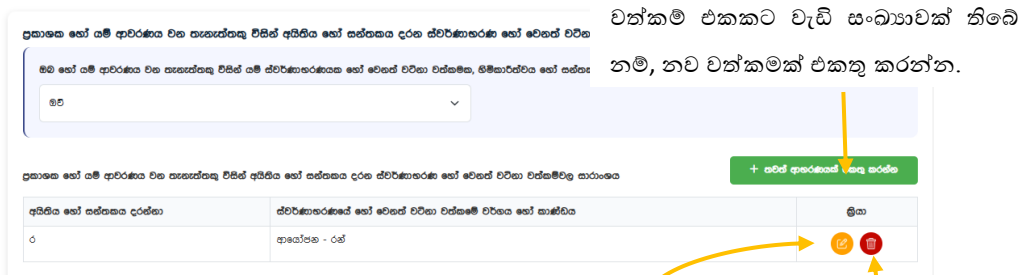 වත්කම් එකකට වැඩි සංඛ්‍යාවක් තිබේ
නම්, නව වත්කමක් එකතු කරන්න.
ප්‍රකාශක හෝ යම් ආවරණය වන තැනැත්තකු විසින් අයිතිය හෝ සන්තකය දරන ස්වර්ණාභරණ හෝ වෙනත් වටිනා
ඔබ හෝ යම් ආවරණය වන තැනැත්තකු විසින් යම් ස්වර්ණාභරණයක හෝ වෙනත් වටිනා වත්කමක, හිමිකාරීත්වය හෝ සන්තක
ඔව්
ප්‍රකාශක හෝ යම් ආවරණය වන තැනැත්තකු විසින් අයිතිය හෝ සන්තකය දරන ස්වර්ණාභරණ හෝ වෙනත් වටිනා වත්කම්වල සාරාංශය
+ තවත් ආභරණයක් එකතු කරන්න
අයිතිය හෝ සන්තකය දරන්නා ස්වර්ණාභරණයේ හෝ වෙනත් වටිනා වත්කමේ වර්ගය හෝ කාණ්ඩය ක්‍රියා
ර ආයෝජන - රන්